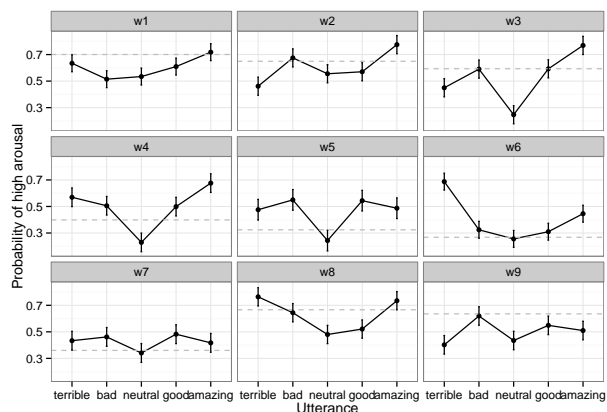 w1 w2 w3
0.7
0.5
0.3
w4 w5 w6
0.7
0.5
0.3
w7 w8 w9
0.7
0.5
0.3
terrible bad neutral good amazing terrible bad neutral good amazing terrible bad neutral good amazing
Utterance
Probability of high arousal